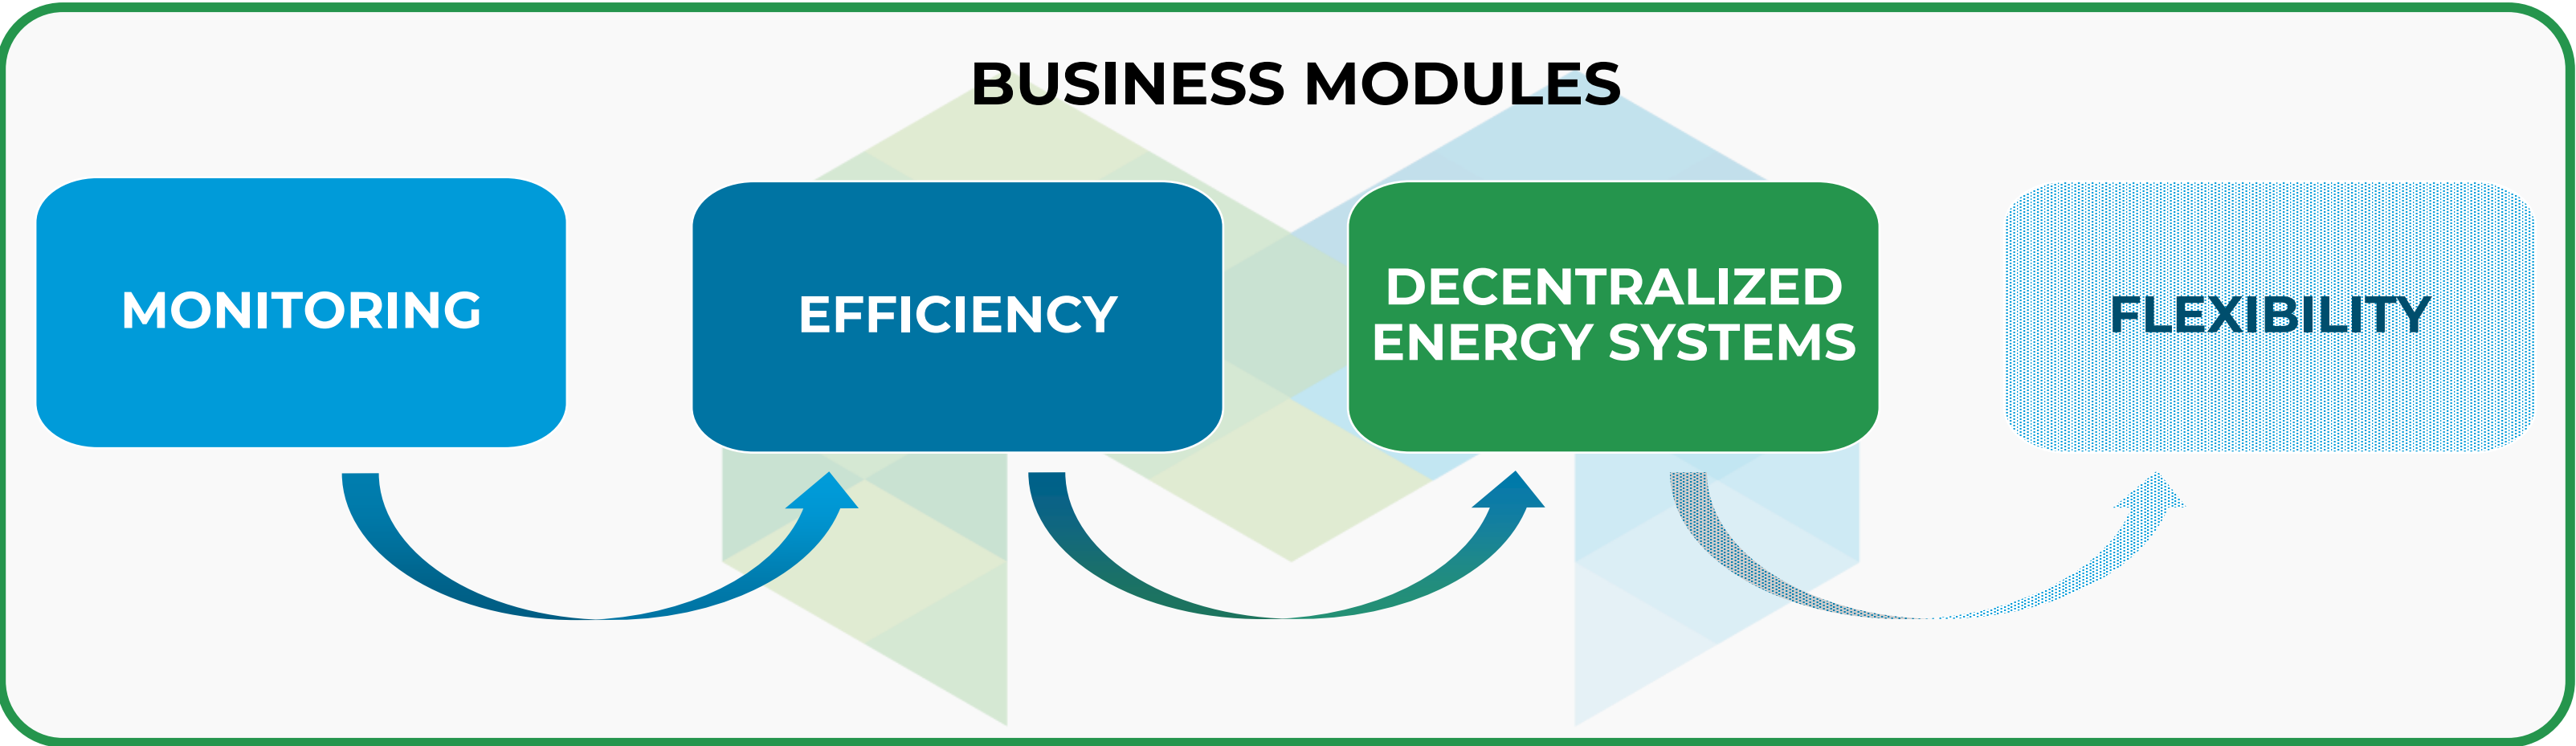 BUSINESS MODULES
MONITORING
EFFICIENCY
DECENTRALIZED
ENERGY SYSTEMS
FLEXIBILITY